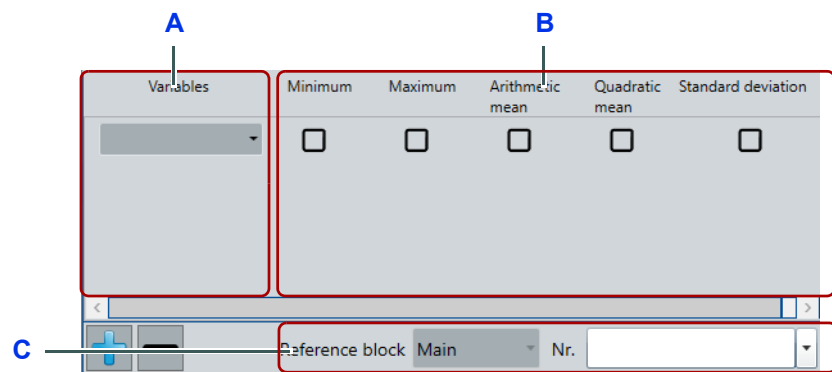 A B
Variables Minimum Maximum Arithmetic mean Quadratic mean Standard deviation
C Reference block Main Nr.